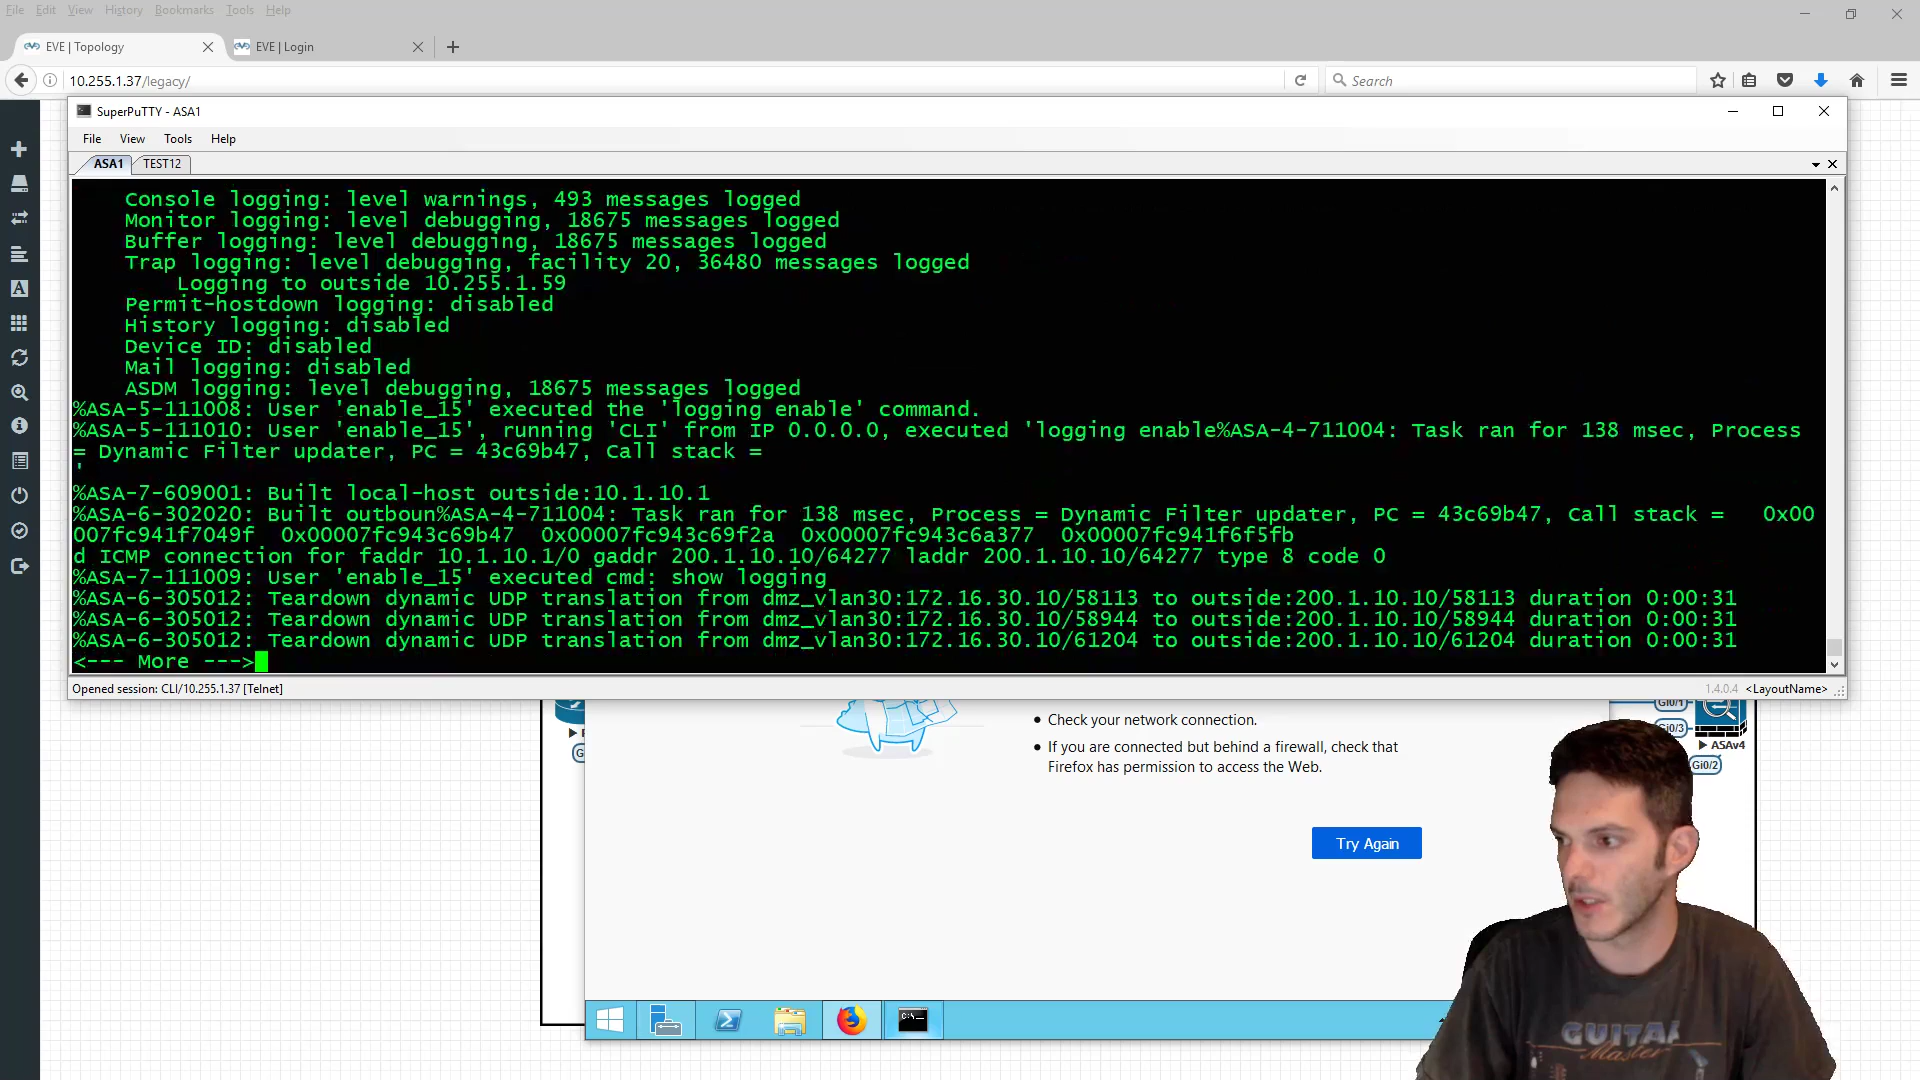 File Edit View History Bookmarks Tools Help
EVE | Topology
EVE | Login
10.255.1.37/legacy/
Search
SuperPuTTY - ASA1
File View Tools Help
ASA1 TEST12
Console logging: level warnings, 493 messages logged
Monitor logging: level debugging, 18675 messages logged
Buffer logging: level debugging, 18675 messages logged
Trap logging: level debugging, facility 20, 36480 messages logged
Logging to outside 10.255.1.59
Permit-hostdown logging: disabled
History logging: disabled
Device ID: disabled
Mail logging: disabled
ASDM logging: level debugging, 18675 messages logged
%ASA-5-111008: User 'enable_15' executed the 'logging enable' command.
%ASA-5-111010: User 'enable_15', running 'CLI' from IP 0.0.0.0, executed 'logging enable%ASA-4-711004: Task ran for 138 msec, Process
= Dynamic Filter updater, PC = 43c69b47, Call stack =
'
%ASA-7-609001: Built local-host outside:10.1.10.1
%ASA-6-302020: Built outboun%ASA-4-711004: Task ran for 138 msec, Process = Dynamic Filter updater, PC = 43c69b47, Call stack =   0x00
007fc941f7049f  0x00007fc943c69b47  0x00007fc943c69f2a  0x00007fc943c6a377  0x00007fc941f6f5fb
d ICMP connection for faddr 10.1.10.1/0 gaddr 200.1.10.10/64277 laddr 200.1.10.10/64277 type 8 code 0
%ASA-7-111009: User 'enable_15' executed cmd: show logging
%ASA-6-305012: Teardown dynamic UDP translation from dmz_vlan30:172.16.30.10/58113 to outside:200.1.10.10/58113 duration 0:00:31
%ASA-6-305012: Teardown dynamic UDP translation from dmz_vlan30:172.16.30.10/58944 to outside:200.1.10.10/58944 duration 0:00:31
%ASA-6-305012: Teardown dynamic UDP translation from dmz_vlan30:172.16.30.10/61204 to outside:200.1.10.10/61204 duration 0:00:31
<--- More --->
Opened session: CLI/10.255.1.37 [Telnet]
1.4.0.4 <LayoutName>
Gi0/1
Check your network connection.
Gi0/3
ASAv4
If you are connected but behind a firewall, check that
Firefox has permission to access the Web.
Gi0/2
Try Again
GUITAR
Master